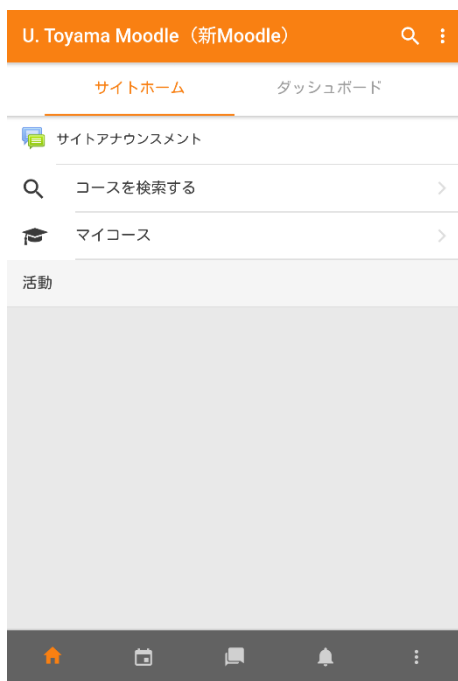 U. Toyama Moodle（新Moodle）
サイトホーム
ダッシュボード
サイトアナウンスメント
コースを検索する
マイコース
活動